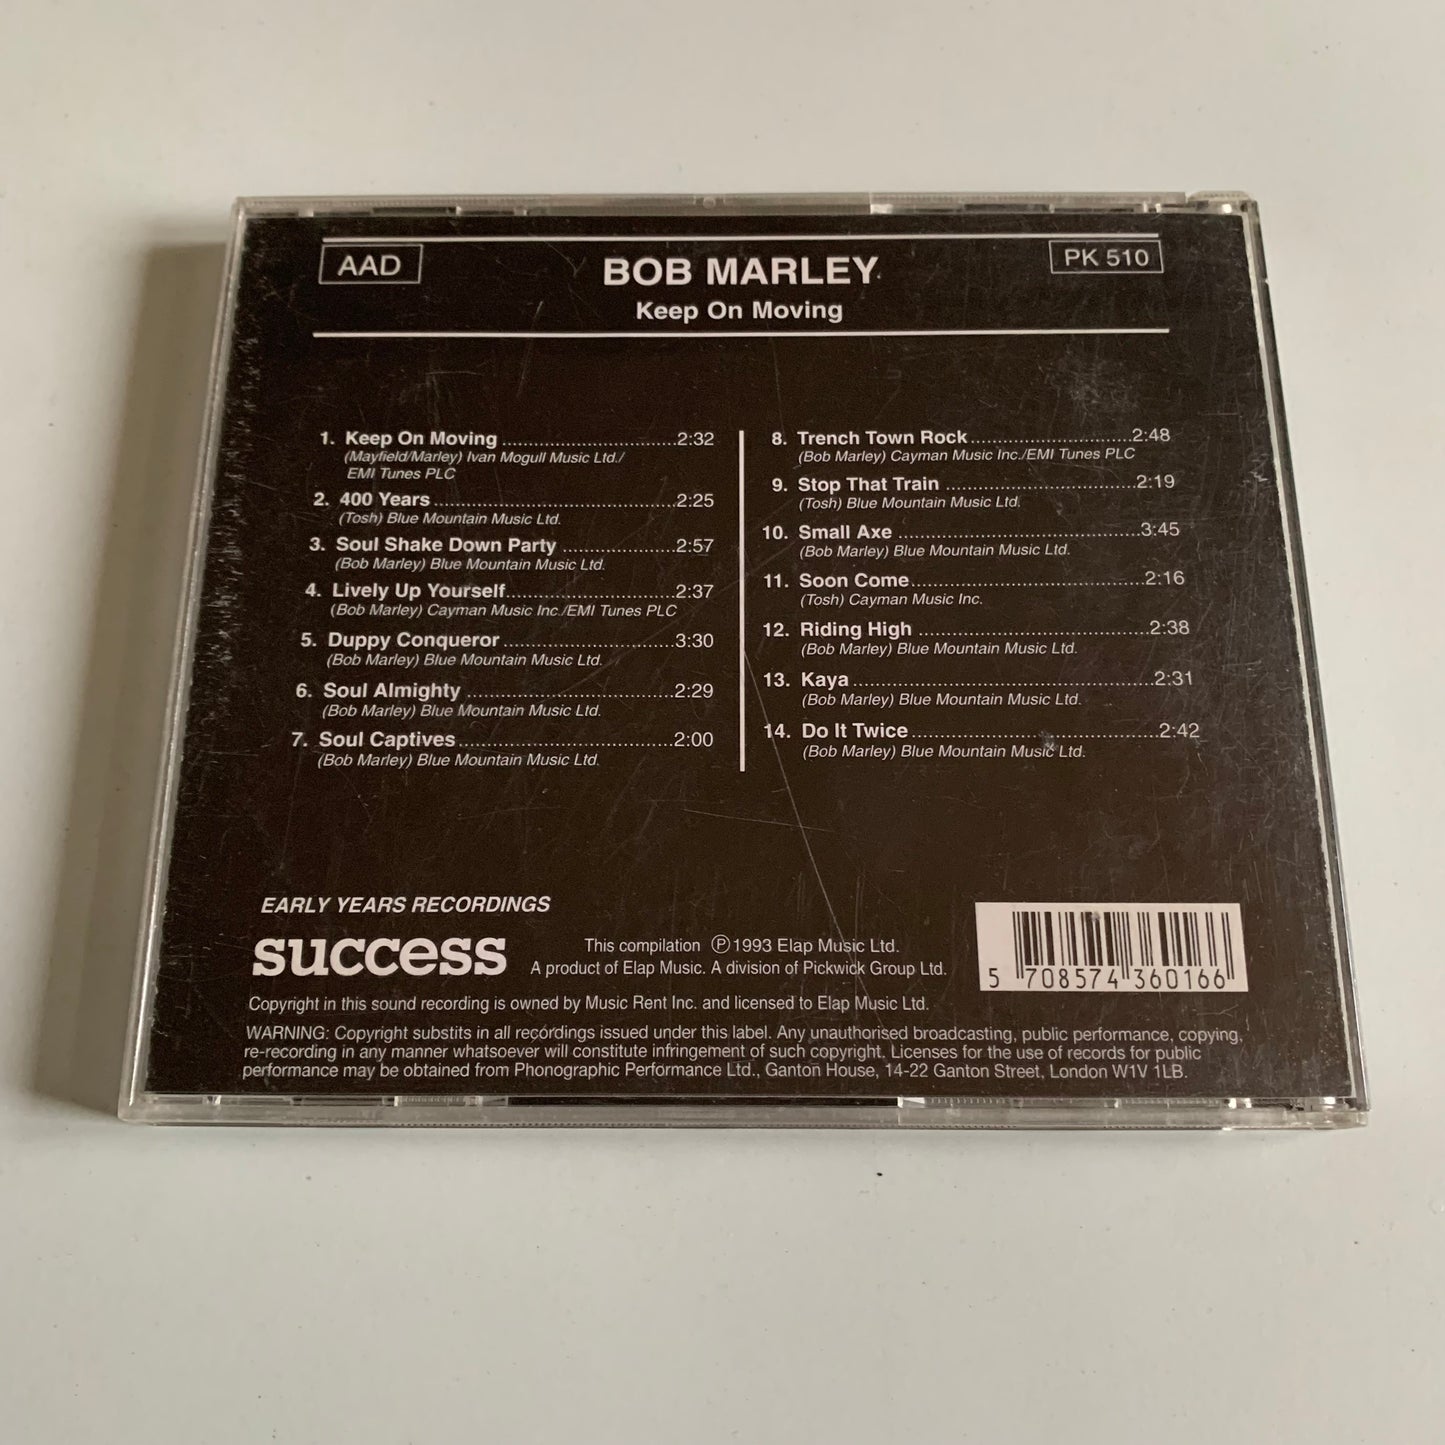 AAD
BOB MARLEY
PK 510
Keep On Moving
1. Keep On Moving ..............................2:32
(Mayfield/Marley) Ivan Mogull Music Ltd./
EMI Tunes PLC
2. 400 Years..........................................2:25
(Tosh) Blue Mountain Music Ltd.
3. Soul Shake Down Party ....................2:57
(Bob Marley) Blue Mountain Music Ltd.
4. Lively Up Yourself..............................2:37
(Bob Marley) Cayman Music Inc./EMI Tunes PLC
5. Duppy Conqueror ..............................3:30
(Bob Marley) Blue Mountain Music Ltd.
6. Soul Almighty ....................................2:29
(Bob Marley) Blue Mountain Music Ltd.
7. Soul Captives.....................................2:00
(Bob Marley) Blue Mountain Music Ltd.
8. Trench Town Rock............................2:48
(Bob Marley) Cayman Music Inc./EMI Tunes PLC
9. Stop That Train .................................2:19
(Tosh) Blue Mountain Music Ltd.
10. Small Axe ..........................................3:45
(Bob Marley) Blue Mountain Music Ltd.
11. Soon Come........................................2:16
(Tosh) Cayman Music Inc.
12. Riding High .......................................2:38
(Bob Marley) Blue Mountain Music Ltd.
13. Kaya...................................................2:31
(Bob Marley) Blue Mountain Music Ltd.
14. Do It Twice.........................................2:42
(Bob Marley) Blue Mountain Music Ltd.
EARLY YEARS RECORDINGS
success
This compilation ℗1993 Elap Music Ltd.
A product of Elap Music. A division of Pickwick Group Ltd.
5 708574 360166
Copyright in this sound recording is owned by Music Rent Inc. and licensed to Elap Music Ltd.
WARNING: Copyright substits in all recordings issued under this label. Any unauthorised broadcasting, public performance, copying,
re-recording in any manner whatsoever will constitute infringement of such copyright. Licenses for the use of records for public
performance may be obtained from Phonographic Performance Ltd., Ganton House, 14-22 Ganton Street, London W1V 1LB.